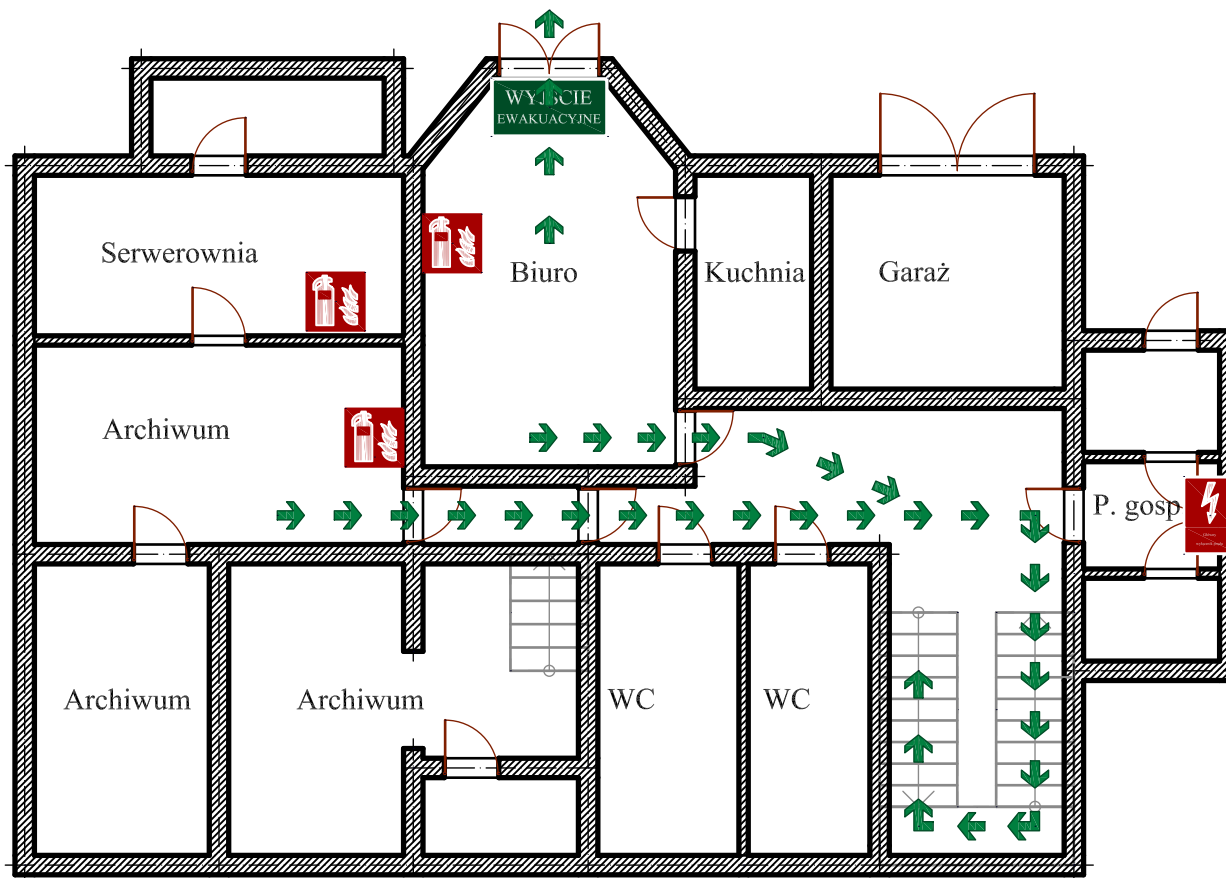 WYJŚCIE
EWAKUACYJNE
Serwerownia
Biuro
Kuchnia
Garaż
Archiwum
P. gosp
Archiwum
Archiwum
WC
WC